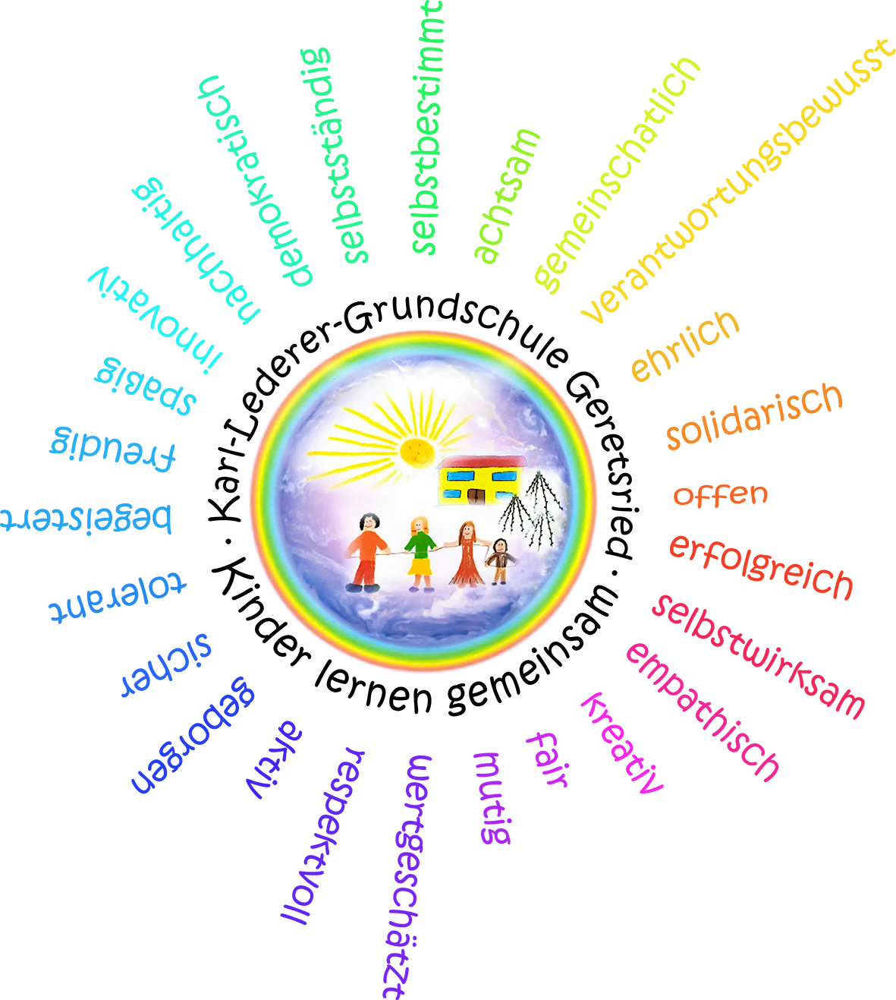 Karl-Lederer-Grundschule Geretsried ·
Kinder lernen gemeinsam ·
selbstbestimmt
achtsam
gemeinschatlich
verantwortungsbewusst
ehrlich
solidarisch
offen
erfolgreich
selbstwirksam
empathisch
kreativ
fair
mutig
wertgeschätzt
respektvoll
aktiv
geborgen
sicher
tolerant
begeistert
freudig
spaßig
innovativ
nachhaltig
demokratisch
selbstständig